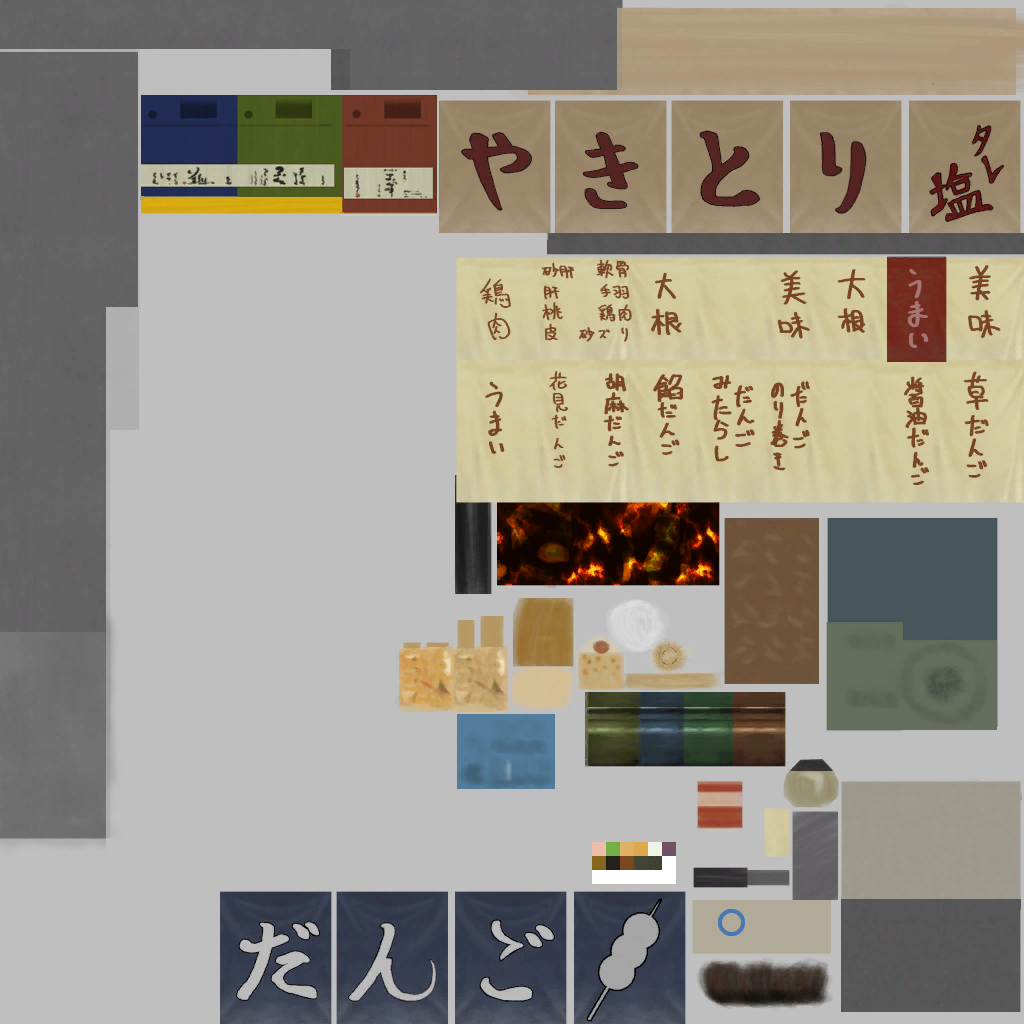 やきとり
タレ
塩
鶏肉
砂肝
肝
桃
皮
軟骨
手羽
鶏肉
砂ズリ
大根
美味
大根
うまい
美味
うまい
花見だんご
胡麻だんご
餡だんご
みたらし
だんご
のり巻き
だんご
醤油だんご
草だんご
だんご